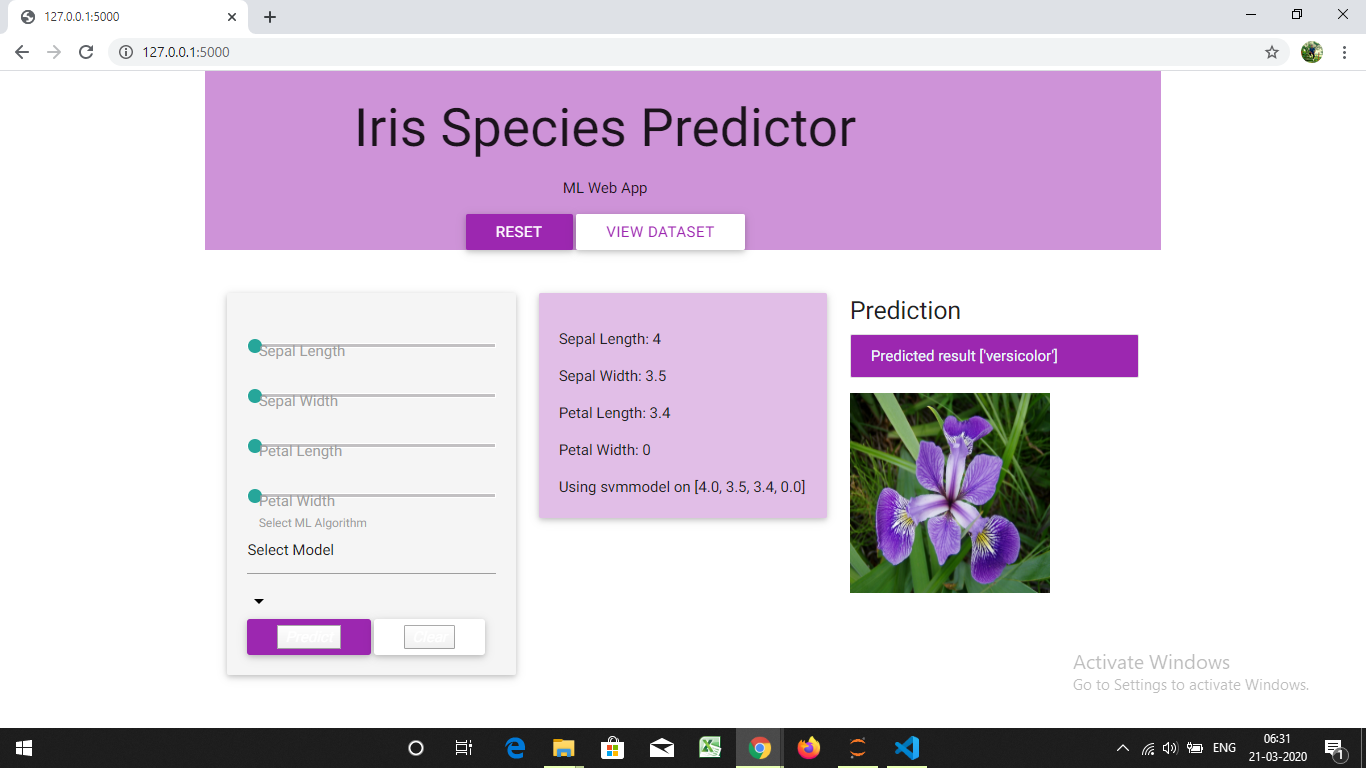 127.0.0.1:5000
127.0.0.1:5000
Iris Species Predictor
ML Web App
RESET
VIEW DATASET
Sepal Length
Sepal Width
Petal Length
Petal Width
Select ML Algorithm
Select Model
Predict
Clear
Sepal Length: 4
Sepal Width: 3.5
Petal Length: 3.4
Petal Width: 0
Using svmmodel on [4.0, 3.5, 3.4, 0.0]
Prediction
Predicted result ['versicolor']
Activate Windows
Go to Settings to activate Windows.
ENG
06:31
21-03-2020
1